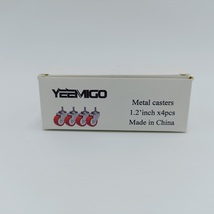 YEEMIGO
Metal casters
1.2'inch x4pcs
Made in China